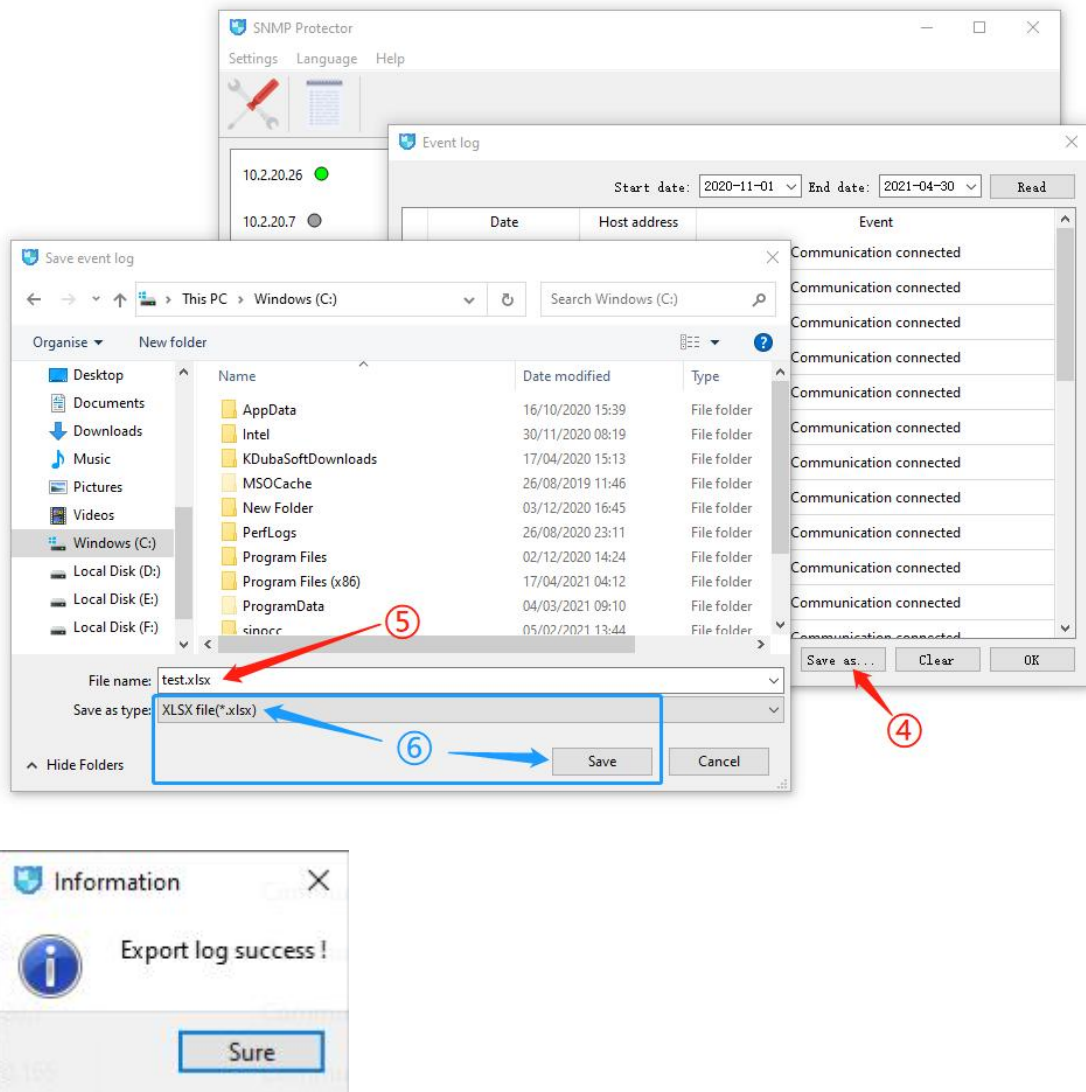 SNMP Protector
Settings Language Help
10.2.20.26
10.2.20.7
Event log
Start date: 2020-11-01 End date: 2021-04-30 Read
Date Host address Event
Communication connected
Communication connected
Communication connected
Communication connected
Communication connected
Communication connected
Communication connected
Communication connected
Communication connected
Communication connected
Communication connected
Communication connected
Save as... Clear OK
④
Save event log
This PC > Windows (C:) Search Windows (C:)
Organise New folder
Desktop
Documents
Downloads
Music
Pictures
Videos
Windows (C:)
Local Disk (D:)
Local Disk (E:)
Local Disk (F:)
Name Date modified Type
AppData 16/10/2020 15:39 File folder
Intel 30/11/2020 08:19 File folder
KDubaSoftDownloads 17/04/2020 15:13 File folder
MSOCache 26/08/2019 11:46 File folder
New Folder 03/12/2020 16:45 File folder
PerfLogs 26/08/2020 23:11 File folder
Program Files 02/12/2020 14:24 File folder
Program Files (x86) 17/04/2021 04:12 File folder
ProgramData 04/03/2021 09:10 File folder
sinocc 05/02/2021 13:44 File folder
⑤
File name: test.xlsx
Save as type: XLSX file(*.xlsx)
⑥
Hide Folders Save Cancel
Information
Export log success !
Sure